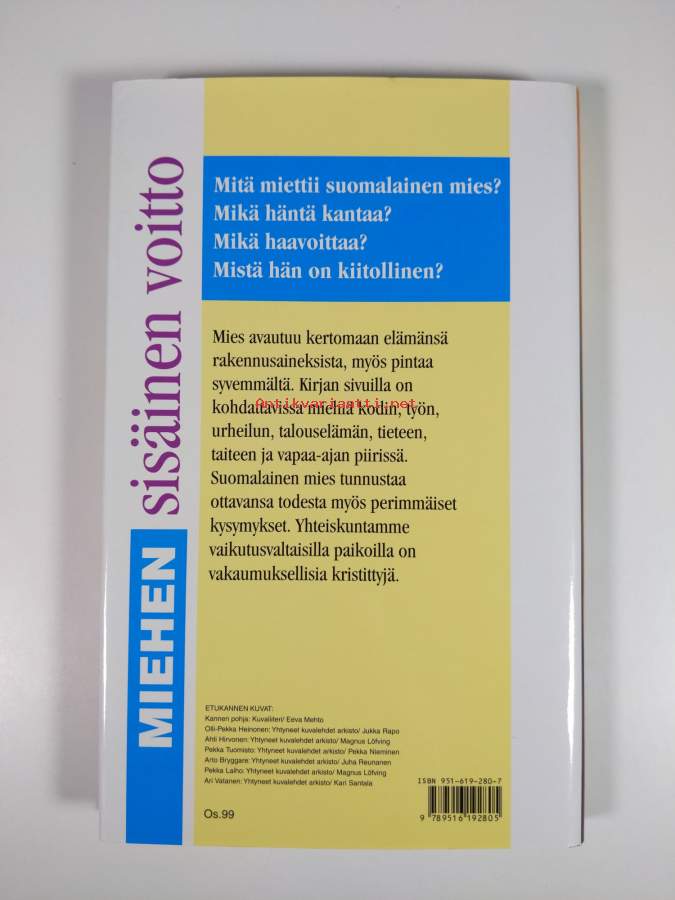 MIEHEN sisäinen voitto
Mitä miettii suomalainen mies?
Mikä häntä kantaa?
Mikä haavoittaa?
Mistä hän on kiitollinen?
Mies avautuu kertomaan elämänsä
rakennusaineksista, myös pintaa
syvemmältä. Kirjan sivuilla on
Antikvariaatti.net
kohdattavissa miehiä kodin, työn,
urheilun, talouselämän, tieteen,
taiteen ja vapaa-ajan piirissä.
Suomalainen mies tunnustaa
ottavansa todesta myös perimmäiset
kysymykset. Yhteiskuntamme
vaikutusvaltaisilla paikoilla on
vakaumuksellisia kristittyjä.
ETUKANNEN KUVAT:
Kannen pohja: Kuvaliiteri/ Eeva Mehto
Olli-Pekka Heinonen: Yhtyneet kuvalehdet arkisto/ Jukka Rapo
Ahti Hirvonen: Yhtyneet kuvalehdet arkisto/ Magnus Löfving
Pekka Tuomisto: Yhtyneet kuvalehdet arkisto/ Pekka Nieminen
Arto Bryggare: Yhtyneet kuvalehdet arkisto/ Juha Reunanen
Pekka Laiho: Yhtyneet kuvalehdet arkisto/ Magnus Löfving
Ari Vatanen: Yhtyneet kuvalehdet arkisto/ Kari Santala
Os.99
ISBN 951-619-280-7
9 789516 192805